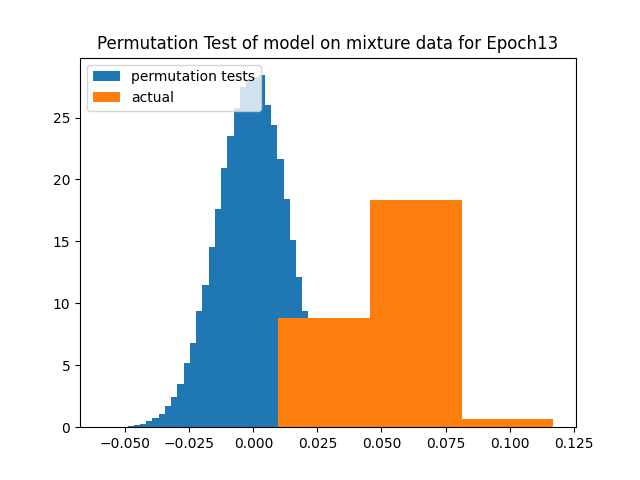 Permutation Test of model on mixture data for Epoch13
permutation tests
actual
25
20
15
10
5
0
−0.050 −0.025 0.000 0.025 0.050 0.075 0.100 0.125